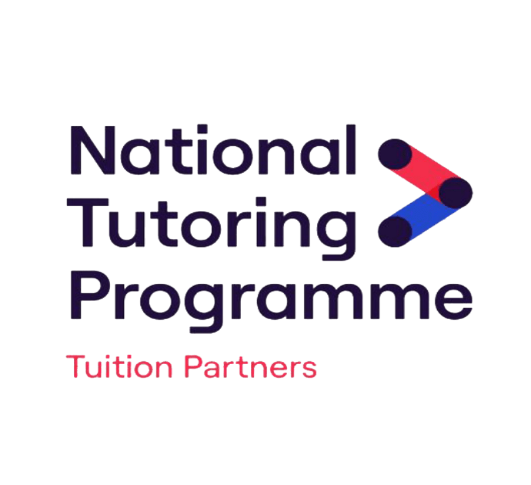 National
Tutoring
Programme
Tuition Partners